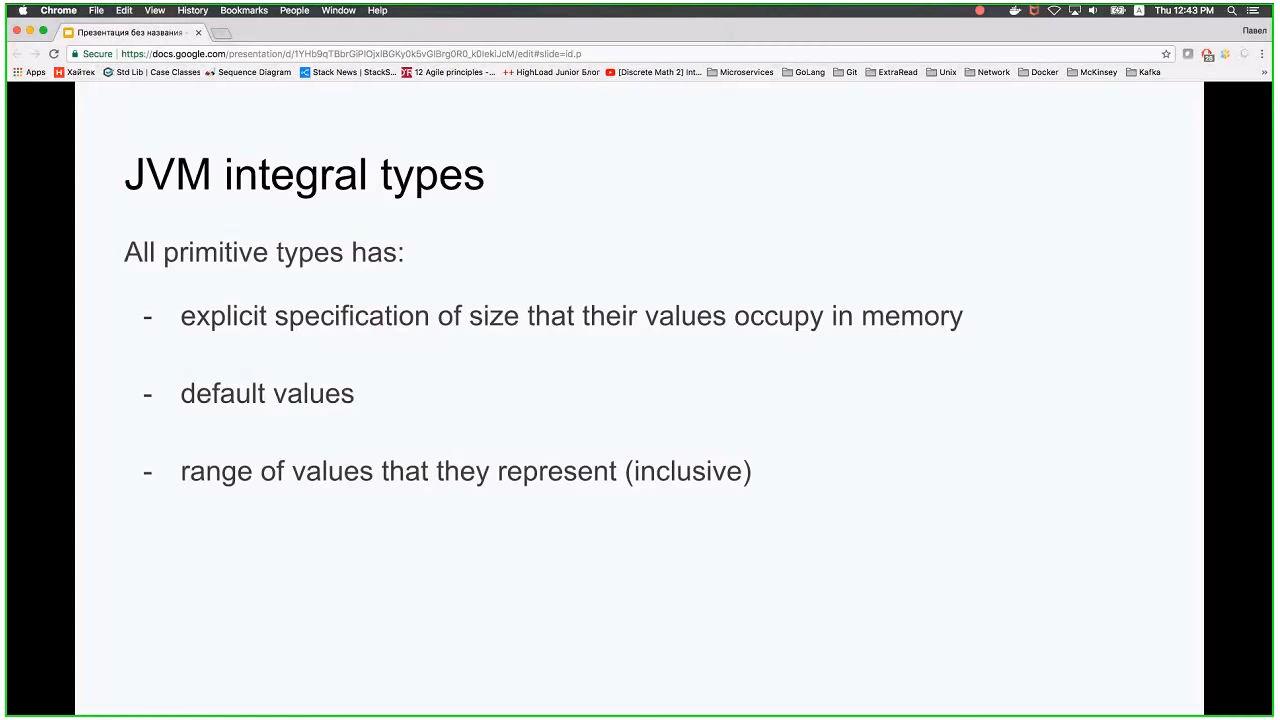 Chrome File Edit View History Bookmarks People Window Help Thu 12:43 PM
Презентация без названия - Павел
Secure https://docs.google.com/presentation/d/1YHb9qTBbrGiPIOjxlBGKy0k5vGIBrg0R0_k0IekiJcM/edit#slide=id.p
Apps Хайтек Std Lib | Case Classes Sequence Diagram Stack News | StackS... 12 Agile principles -... HighLoad Junior Блог [Discrete Math 2] Int... Microservices GoLang Git ExtraRead Unix Network Docker McKinsey Kafka »
JVM integral types
All primitive types has:
- explicit specification of size that their values occupy in memory
- default values
- range of values that they represent (inclusive)